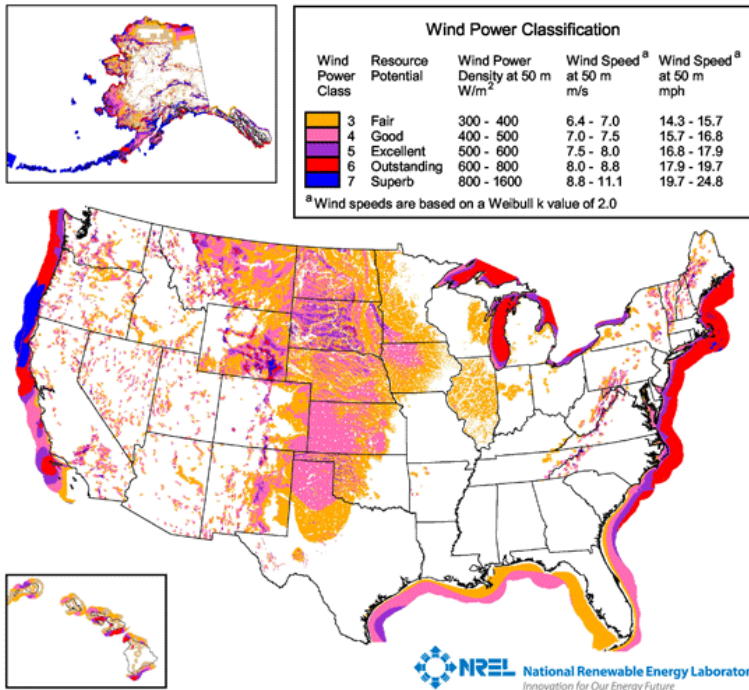 Wind Power Classification
Wind Resource Wind Power Wind Speed a Wind Speed a
Power Potential Density at 50 m at 50 m at 50 m
Class W/m2 m/s mph
3 Fair 300 - 400 6.4 - 7.0 14.3 - 15.7
4 Good 400 - 500 7.0 - 7.5 15.7 - 16.8
5 Excellent 500 - 600 7.5 - 8.0 16.8 - 17.9
6 Outstanding 600 - 800 8.0 - 8.8 17.9 - 19.7
7 Superb 800 - 1600 8.8 - 11.1 19.7 - 24.8
a Wind speeds are based on a Weibull k value of 2.0
NREL National Renewable Energy Laborator
Innovation for Our Energy Future